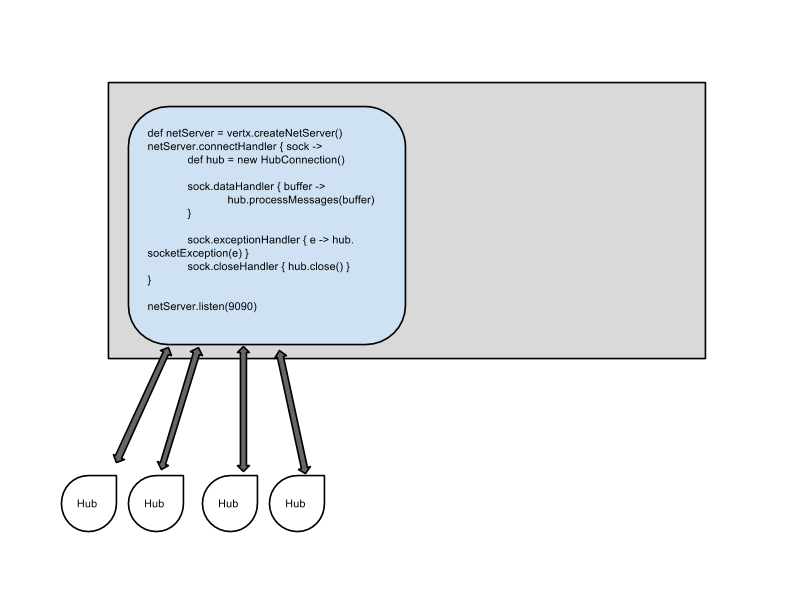 def netServer = vertx.createNetServer()
netServer.connectHandler { sock ->
def hub = new HubConnection()
sock.dataHandler { buffer ->
hub.processMessages(buffer)
}
sock.exceptionHandler { e -> hub.
socketException(e) }
sock.closeHandler { hub.close() }
}
netServer.listen(9090)
Hub
Hub
Hub
Hub